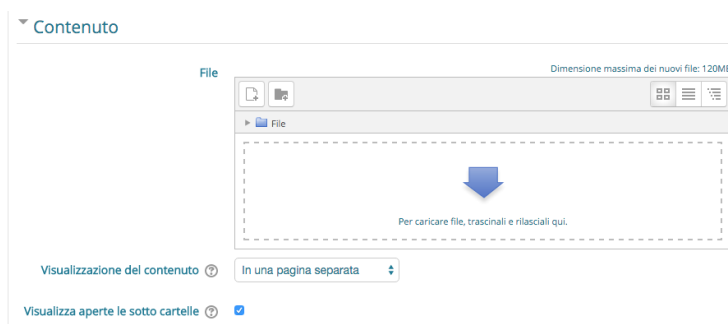 Contenuto
File
Dimensione massima dei nuovi file: 120MB
File
Per caricare file, trascinali e rilasciali qui.
Visualizzazione del contenuto
In una pagina separata
Visualizza aperte le sotto cartelle